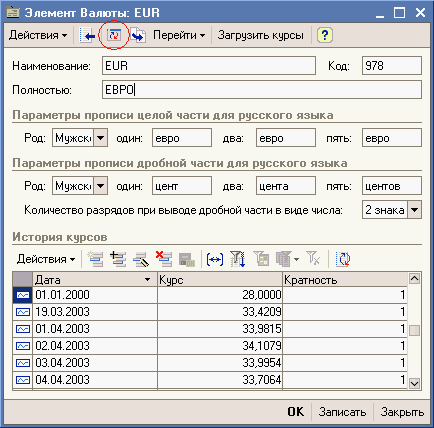 Элемент Валюты: EUR
Действия Перейти Загрузить курсы ?
Наименование: EUR Код: 978
Полностью: ЕВРО
Параметры прописи целой части для русского языка
Род: Мужск один: евро два: евро пять: евро
Параметры прописи дробной части для русского языка
Род: Мужск один: цент два: цента пять: центов
Количество разрядов при выводе дробной части в виде числа: 2 знака
История курсов
Действия
Дата Курс Кратность
01.01.2000 28,0000 1
19.03.2003 33,4209 1
01.04.2003 33,9815 1
02.04.2003 34,1079 1
03.04.2003 33,9954 1
04.04.2003 33,7064 1
OK Записать Закрыть